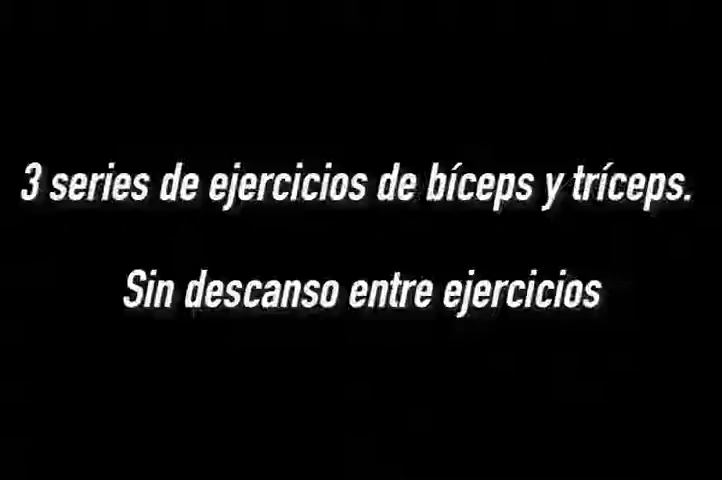 3 series de ejercicios de bíceps y tríceps.
Sin descanso entre ejercicios